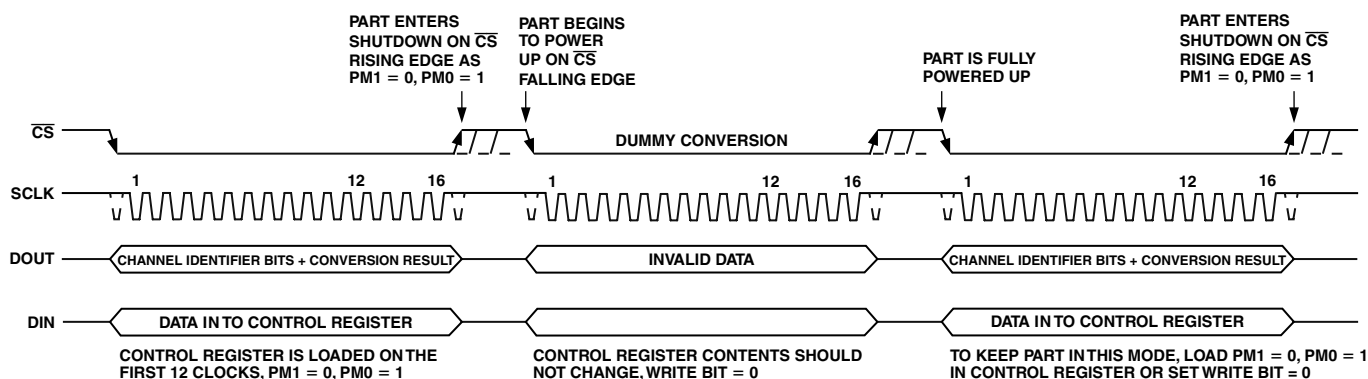 PART ENTERS
SHUTDOWN ON CS
RISING EDGE AS
PM1 = 0, PM0 = 1
PART BEGINS
TO POWER
UP ON CS
FALLING EDGE
PART IS FULLY
POWERED UP
PART ENTERS
SHUTDOWN ON CS
RISING EDGE AS
PM1 = 0, PM0 = 1
CS
DUMMY CONVERSION
SCLK
1 12 16 1 12 16 1 12 16
DOUT
CHANNEL IDENTIFIER BITS + CONVERSION RESULT
INVALID DATA
CHANNEL IDENTIFIER BITS + CONVERSION RESULT
DIN
DATA IN TO CONTROL REGISTER
DATA IN TO CONTROL REGISTER
CONTROL REGISTER IS LOADED ON THE
FIRST 12 CLOCKS, PM1 = 0, PM0 = 1
CONTROL REGISTER CONTENTS SHOULD
NOT CHANGE, WRITE BIT = 0
TO KEEP PART IN THIS MODE, LOAD PM1 = 0, PM0 = 1
IN CONTROL REGISTER OR SET WRITE BIT = 0